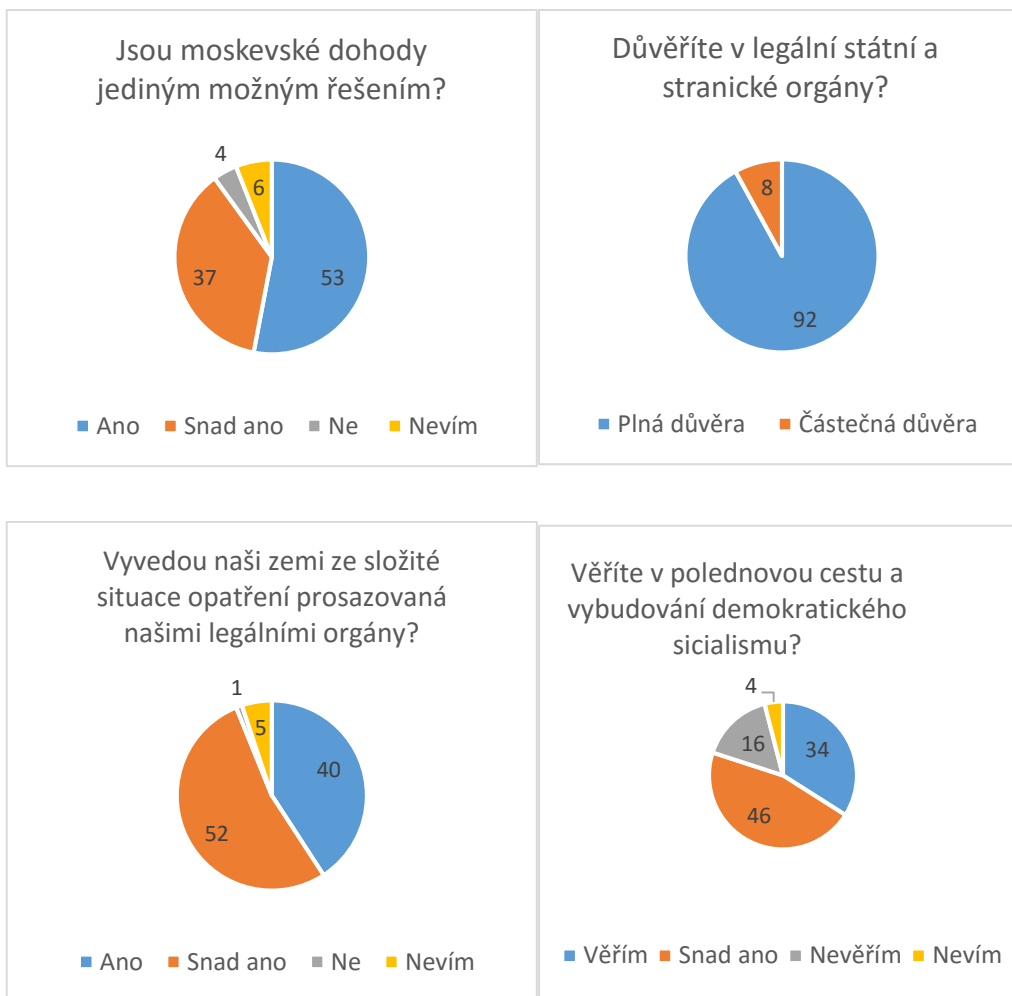 Jsou moskevské dohody
jediným možným řešením?
4
6
37
53
Ano Snad ano Ne Nevím
Důvěříte v legální státní a
stranické orgány?
8
92
Plná důvěra Částečná důvěra
Vyvedou naši zemi ze složité
situace opatření prosazovaná
našimi legálními orgány?
1
5
40
52
Ano Snad ano Ne Nevím
Věříte v polednovou cestu a
vybudování demokratického
sicialismu?
4
16
34
46
Věřím Snad ano Nevěřím Nevím